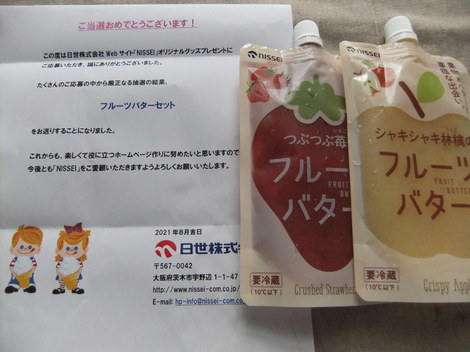 ご当選おめでとうございます！
この度は日世株式会社 Web サイト「NISSEI」オリジナルグッズプレゼントに
ご応募いただき、誠にありがとうございました。
たくさんのご応募の中から厳正なる抽選の結果、
フルーツバターセット
をお送りすることになりました。
これからも、楽しくて役に立つホームページ作りに努めたいと思いますので
今後とも「NISSEI」をご愛顧いただきますようよろしくお願いいたします。
2021 年8月吉日
日世株式会
〒567-0042
大阪府茨木市宇野辺 1-1-47
http://www.nissei-com.co.jp/
E-mail: hp-info@nissei-com.co
NISSEI
つぶつぶ苺
フルー
FRUIT
BUTTE
バター
要冷蔵
(10℃以下)
Crushed Strawberr
NISSEI
幸せな出会い
シャキシャキ林檎の
フルーツ
FRUIT
BUTTER
バター
要冷蔵
(10℃以下)
Crispy Apple